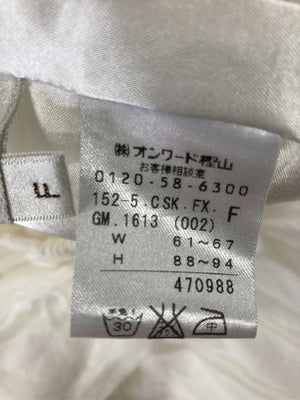 ㈱オンワード樫山
お客様相談室
0120-58-6300
152-5.CSK.FX. F
GM.1613 (002)
W 61～67
H 88～94
470988
30
中
LL